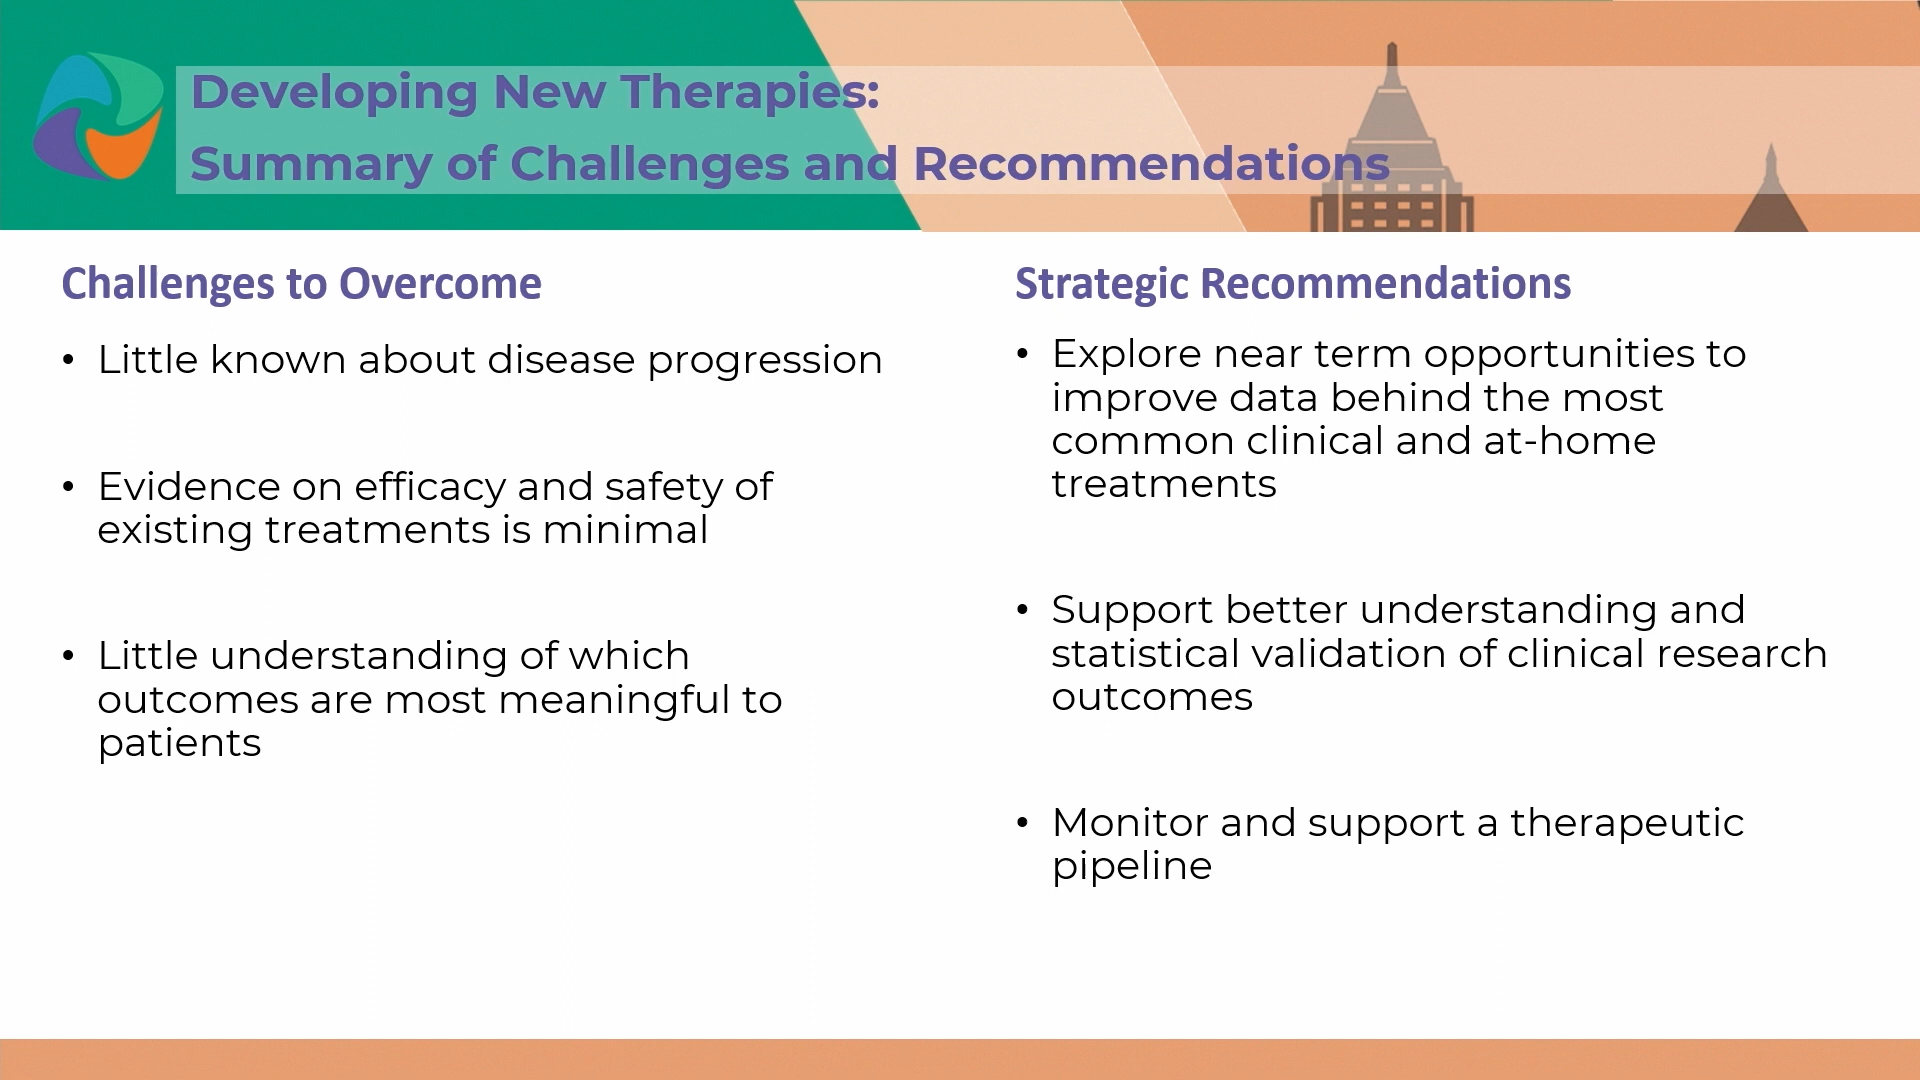 Developing New Therapies:
Summary of Challenges and Recommendations
Challenges to Overcome
• Little known about disease progression
• Evidence on efficacy and safety of
existing treatments is minimal
• Little understanding of which
outcomes are most meaningful to
patients
Strategic Recommendations
• Explore near term opportunities to
improve data behind the most
common clinical and at-home
treatments
• Support better understanding and
statistical validation of clinical research
outcomes
• Monitor and support a therapeutic
pipeline